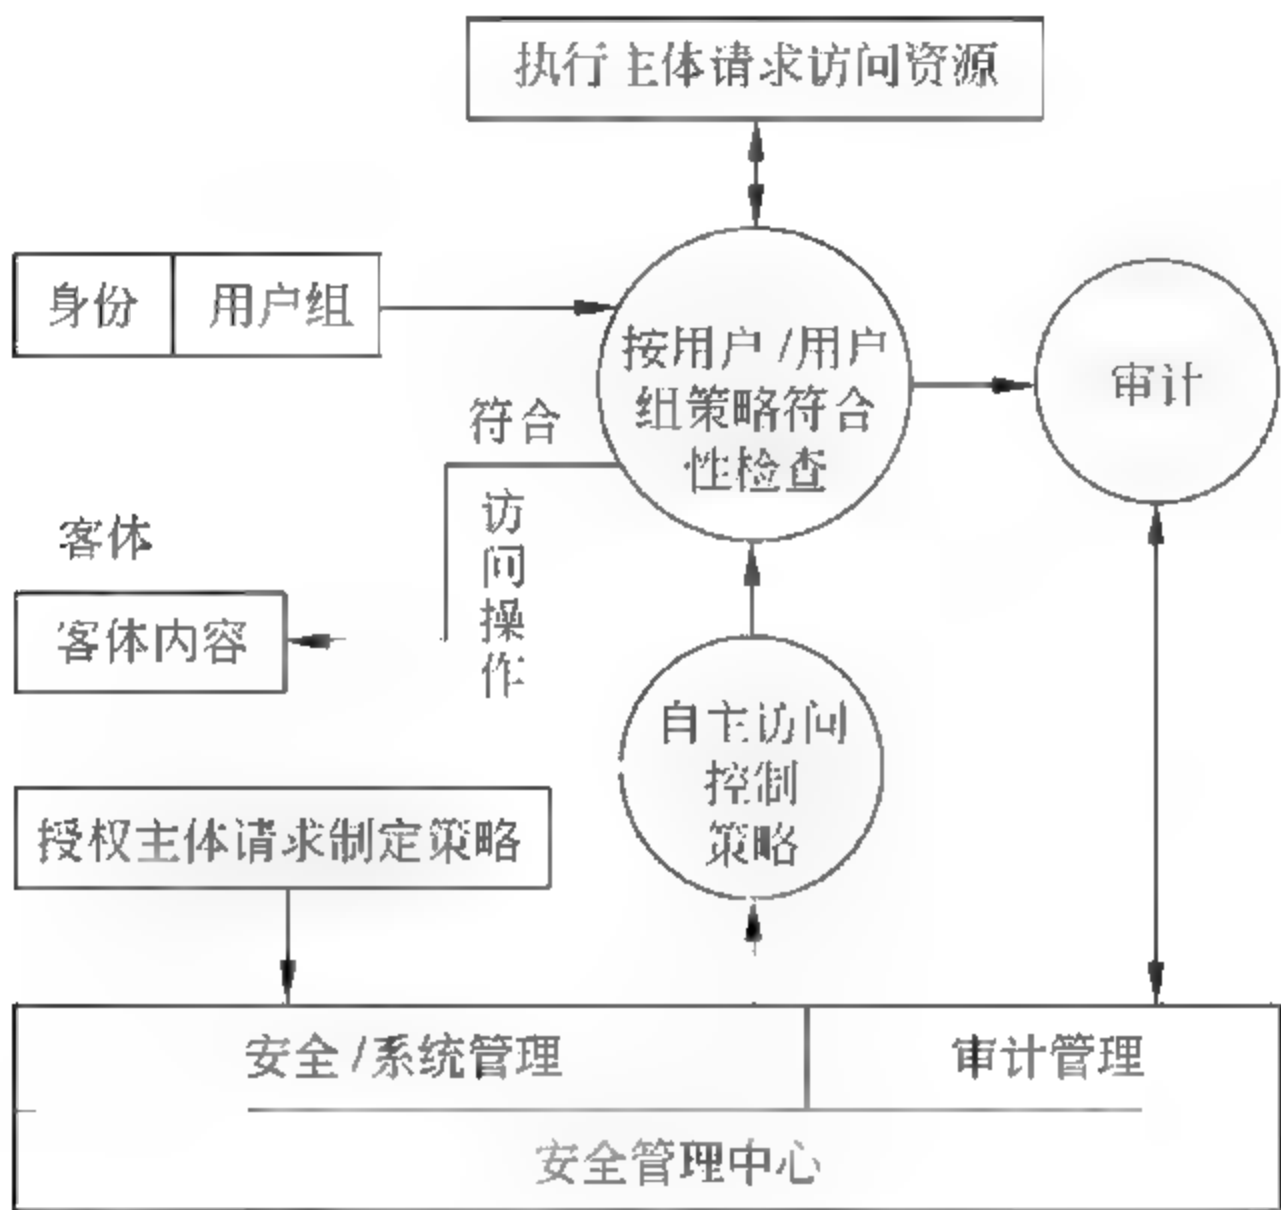 执行主体请求访问资源
身份 用户组
按用户/用户
组策略符合
性检查
审计
符合
访问操作
客体
客体内容
自主访问
控制
策略
授权主体请求制定策略
安全/系统管理 审计管理
安全管理中心